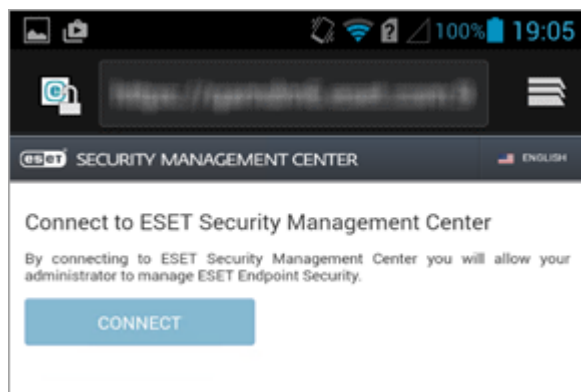 100% 19:05
eset SECURITY MANAGEMENT CENTER ENGLISH
Connect to ESET Security Management Center
By connecting to ESET Security Management Center you will allow your
administrator to manage ESET Endpoint Security.
CONNECT